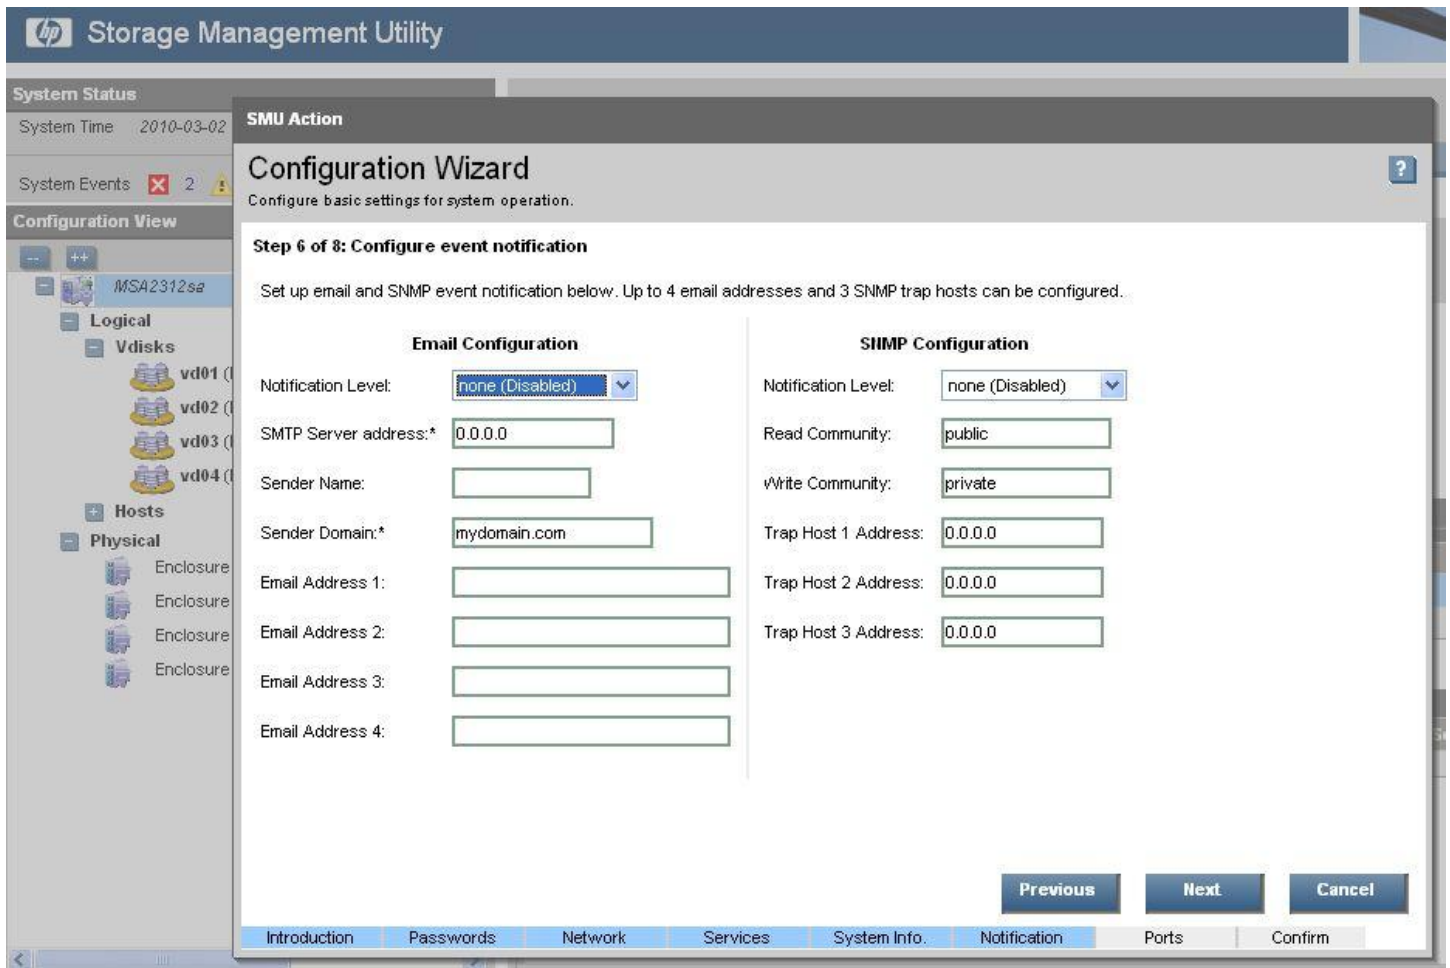 hp Storage Management Utility
System Status
System Time 2010-03-02
System Events 2
Configuration View
-- ++
MSA2312sa
Logical
Vdisks
vd01 (
vd02 (
vd03 (
vd04 (
Hosts
Physical
Enclosure
Enclosure
Enclosure
Enclosure
SMU Action
Configuration Wizard
?
Configure basic settings for system operation.
Step 6 of 8: Configure event notification
Set up email and SNMP event notification below. Up to 4 email addresses and 3 SNMP trap hosts can be configured.
Email Configuration
Notification Level: none (Disabled)
SMTP Server address:* 0.0.0.0
Sender Name:
Sender Domain:* mydomain.com
Email Address 1:
Email Address 2:
Email Address 3:
Email Address 4:
SNMP Configuration
Notification Level: none (Disabled)
Read Community: public
Write Community: private
Trap Host 1 Address: 0.0.0.0
Trap Host 2 Address: 0.0.0.0
Trap Host 3 Address: 0.0.0.0
Previous Next Cancel
Introduction Passwords Network Services System Info. Notification Ports Confirm